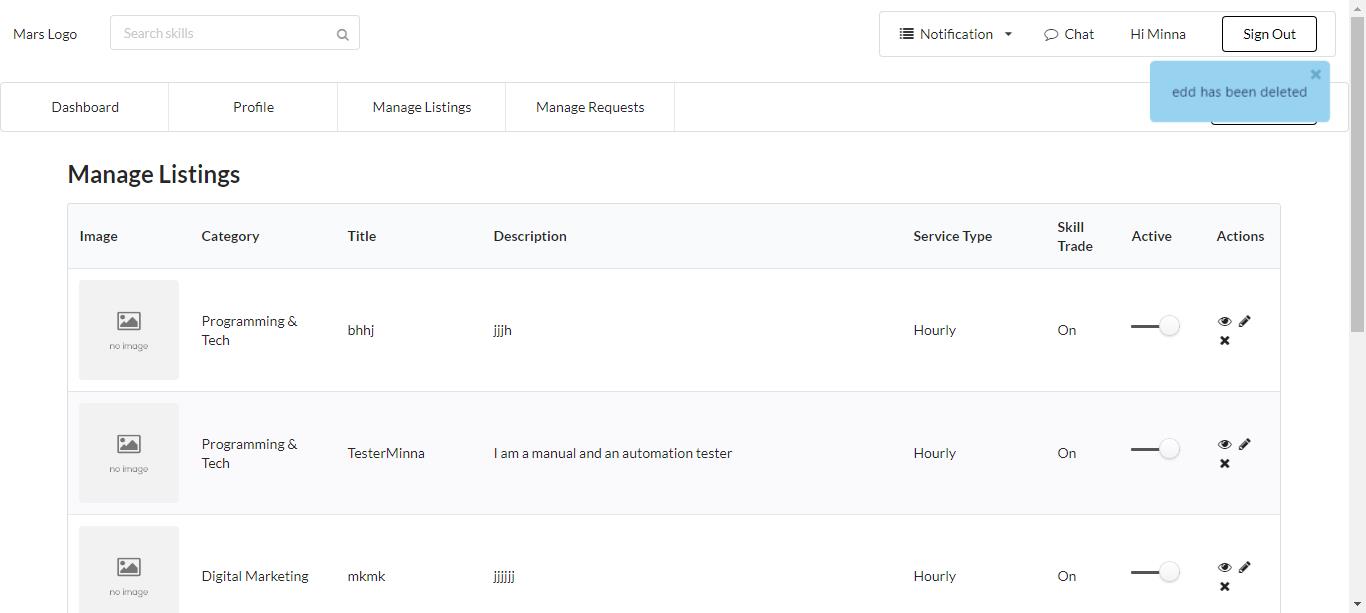 Mars Logo
Search skills
Notification
Chat
Hi Minna
Sign Out
edd has been deleted
Dashboard
Profile
Manage Listings
Manage Requests
Manage Listings
Image
Category
Title
Description
Service Type
Skill
Trade
Active
Actions
no image
Programming &
Tech
bhhj
jjjh
Hourly
On
no image
Programming &
Tech
TesterMinna
I am a manual and an automation tester
Hourly
On
no image
Digital Marketing
mkmk
jjjjjj
Hourly
On